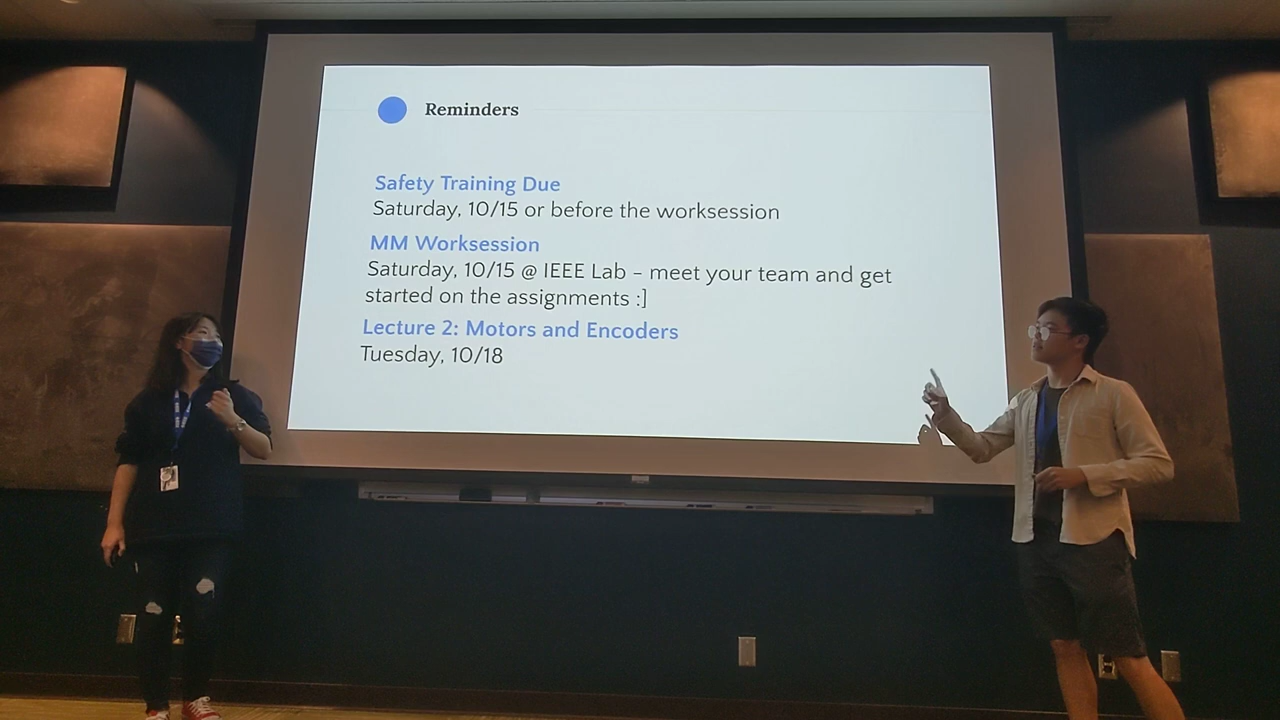 Reminders
Safety Training Due
Saturday, 10/15 or before the worksession
MM Worksession
Saturday, 10/15 @ IEEE Lab – meet your team and get
started on the assignments :]
Lecture 2: Motors and Encoders
Tuesday, 10/18